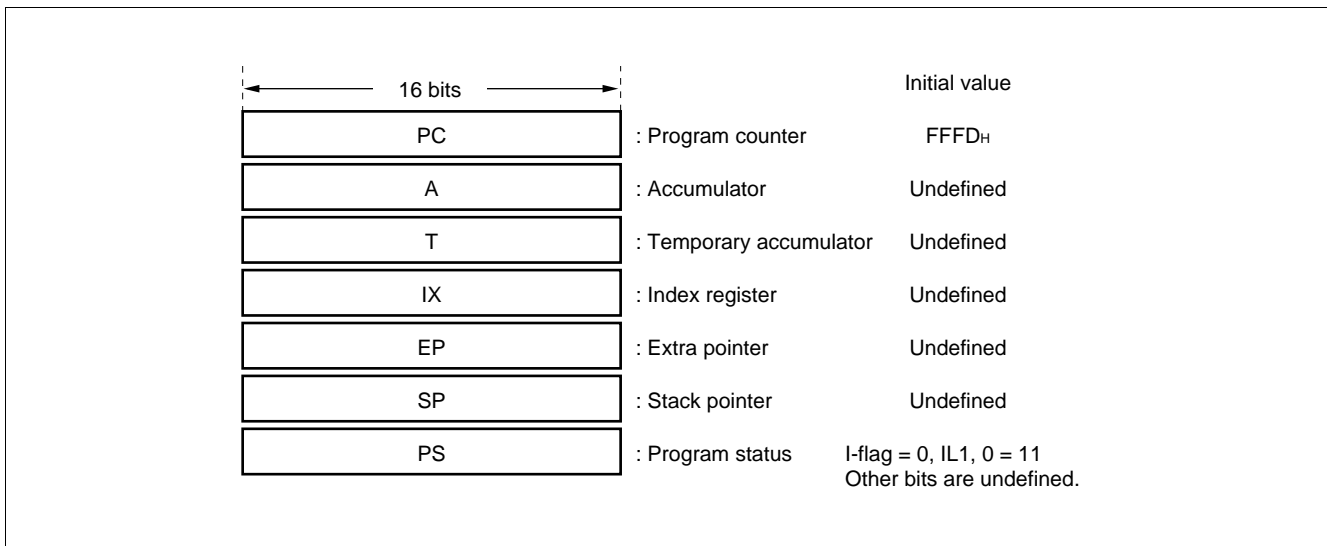 16 bits Initial value
PC : Program counter FFFDH
A : Accumulator Undefined
T : Temporary accumulator Undefined
IX : Index register Undefined
EP : Extra pointer Undefined
SP : Stack pointer Undefined
PS : Program status I-flag = 0, IL1, 0 = 11
Other bits are undefined.